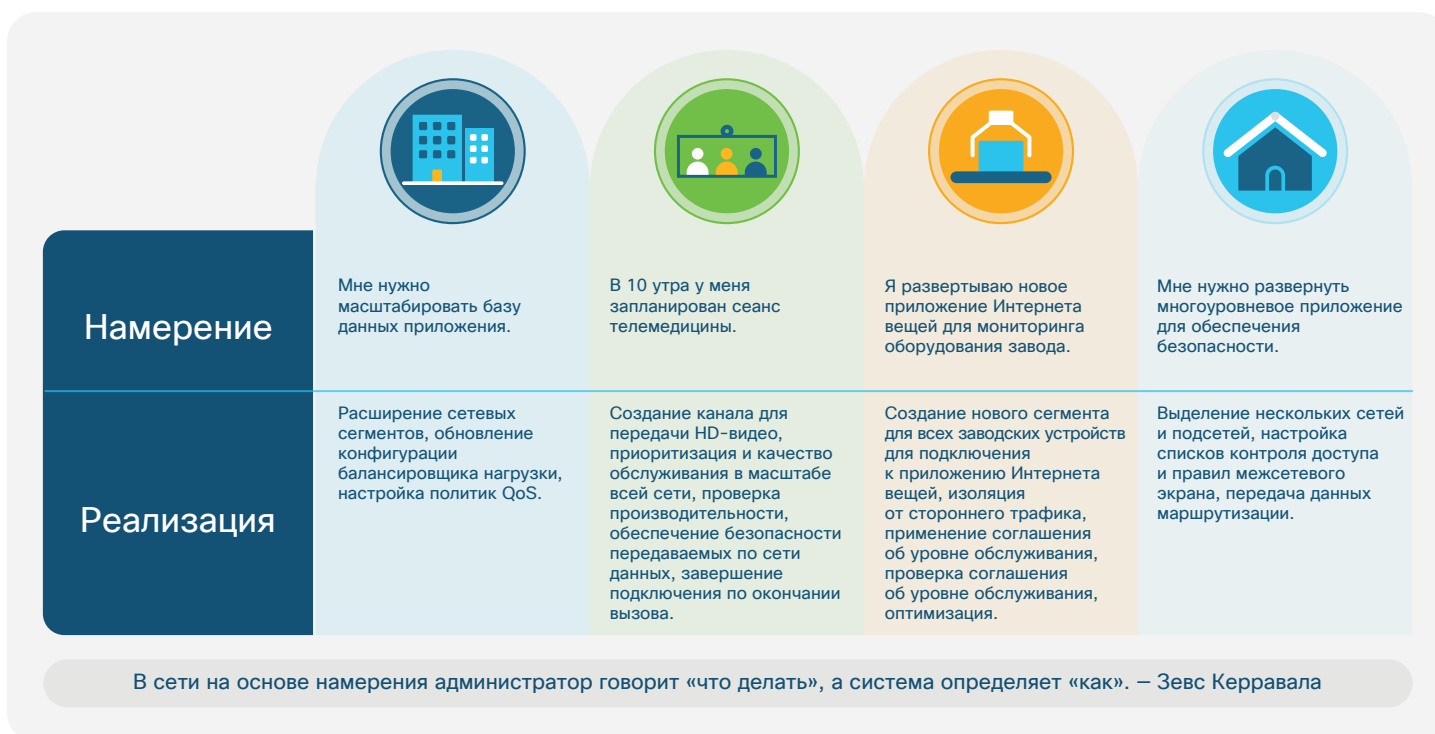 Намерение
Мне нужно
масштабировать базу
данных приложения.
В 10 утра у меня
запланирован сеанс
телемедицины.
Я развертываю новое
приложение Интернета
вещей для мониторинга
оборудования завода.
Мне нужно развернуть
многоуровневое приложение
для обеспечения
безопасности.
Реализация
Расширение сетевых
сегментов, обновление
конфигурации
балансировщика нагрузки,
настройка политик QoS.
Создание канала для
передачи HD-видео,
приоритизация и качество
обслуживания в масштабе
всей сети, проверка
производительности,
обеспечение безопасности
передаваемых по сети
данных, завершение
подключения по окончании
вызова.
Создание нового сегмента
для всех заводских устройств
для подключения
к приложению Интернета
вещей, изоляция
от стороннего трафика,
применение соглашения
об уровне обслуживания,
проверка соглашения
об уровне обслуживания,
оптимизация.
Выделение нескольких сетей
и подсетей, настройка
списков контроля доступа
и правил межсетевого
экрана, передача данных
маршрутизации.
В сети на основе намерения администратор говорит «что делать», а система определяет «как». – Зевс Керравала